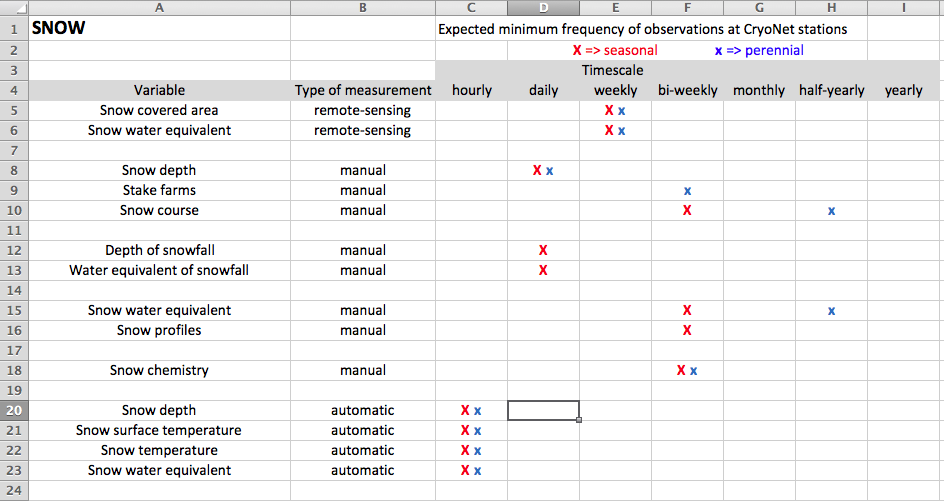 A B C D E F G H I
1 SNOW Expected minimum frequency of observations at CryoNet stations
2 X => seasonal x => perennial
3 Timescale
4 Variable Type of measurement hourly daily weekly bi-weekly monthly half-yearly yearly
5 Snow covered area remote-sensing X x
6 Snow water equivalent remote-sensing X x
7
8 Snow depth manual X x
9 Stake farms manual x
10 Snow course manual X x
11
12 Depth of snowfall manual X
13 Water equivalent of snowfall manual X
14
15 Snow water equivalent manual X x
16 Snow profiles manual X
17
18 Snow chemistry manual X x
19
20 Snow depth automatic X x
21 Snow surface temperature automatic X x
22 Snow temperature automatic X x
23 Snow water equivalent automatic X x
24